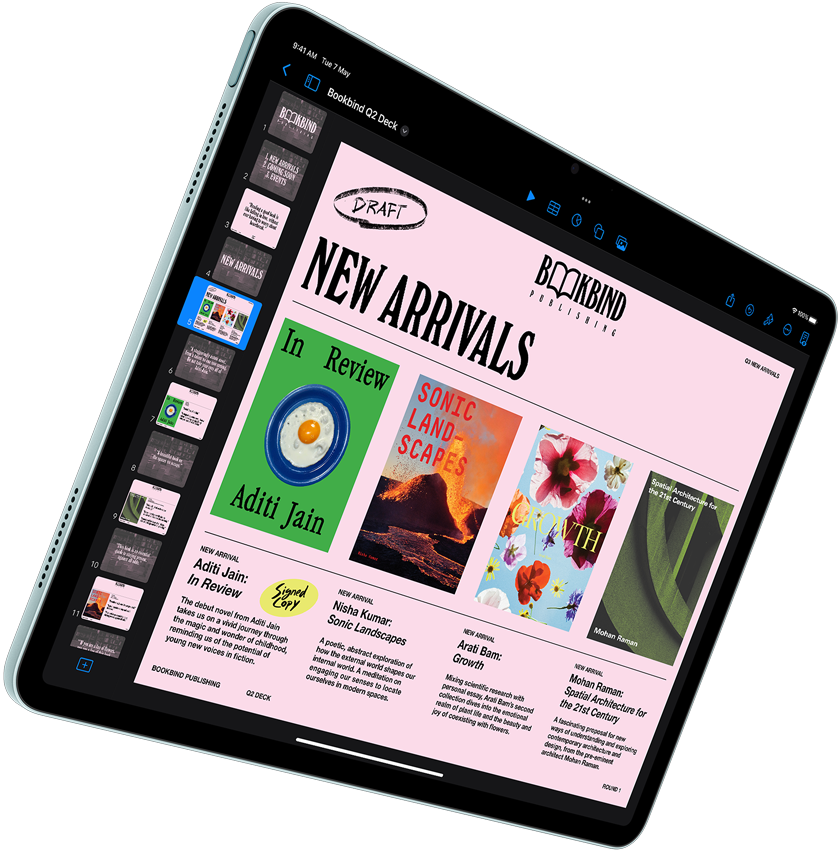 9:41 AM Tue 7 May
100%
Bookbind Q2 Deck
1
BOOKBIND
2
1. NEW ARRIVALS
2. COMING SOON
3. EVENTS
3
4
NEW ARRIVALS
5
6
7
8
9
10
11
DRAFT
BOOKBIND
PUBLISHING
NEW ARRIVALS
Q3 NEW ARRIVALS
In Review
Aditi Jain
SONIC
LAND-
SCAPES
GROWTH
Spatial Architecture for
the 21st Century
Mohan Raman
NEW ARRIVAL
Aditi Jain:
In Review
Signed
Copy
The debut novel from Aditi Jain
takes us on a vivid journey through
the magic and wonder of childhood,
reminding us of the potential of
young new voices in fiction.
NEW ARRIVAL
Nisha Kumar:
Sonic Landscapes
A poetic, abstract exploration of
how the external world shapes our
internal world. A meditation on
engaging our senses to locate
ourselves in modern spaces.
NEW ARRIVAL
Arati Bam:
Growth
Mixing scientific research with
personal essay, Arati Bam's second
collection dives into the emotional
realm of plant life and the beauty and
joy of coexisting with flowers.
NEW ARRIVAL
Mohan Raman:
Spatial Architecture for
the 21st Century
A fascinating proposal for new
ways of understanding and exploring
contemporary architecture and
design, from the pre-eminent
architect Mohan Raman.
BOOKBIND PUBLISHING
Q2 DECK
ROUND 1